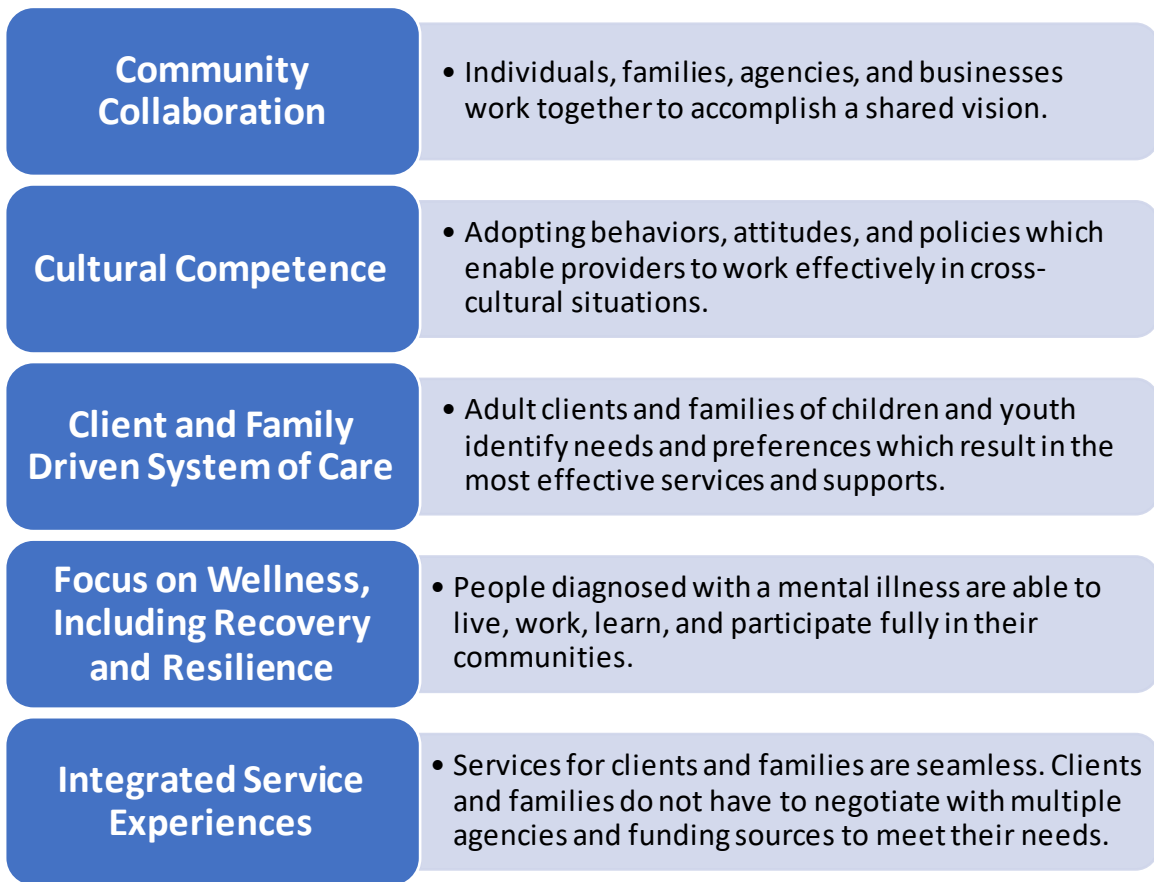 Community
Collaboration
• Individuals, families, agencies, and businesses
work together to accomplish a shared vision.
Cultural Competence
• Adopting behaviors, attitudes, and policies which
enable providers to work effectively in cross-
cultural situations.
Client and Family
Driven System of Care
• Adult clients and families of children and youth
identify needs and preferences which result in the
most effective services and supports.
Focus on Wellness,
Including Recovery
and Resilience
• People diagnosed with a mental illness are able to
live, work, learn, and participate fully in their
communities.
Integrated Service
Experiences
• Services for clients and families are seamless. Clients
and families do not have to negotiate with multiple
agencies and funding sources to meet their needs.